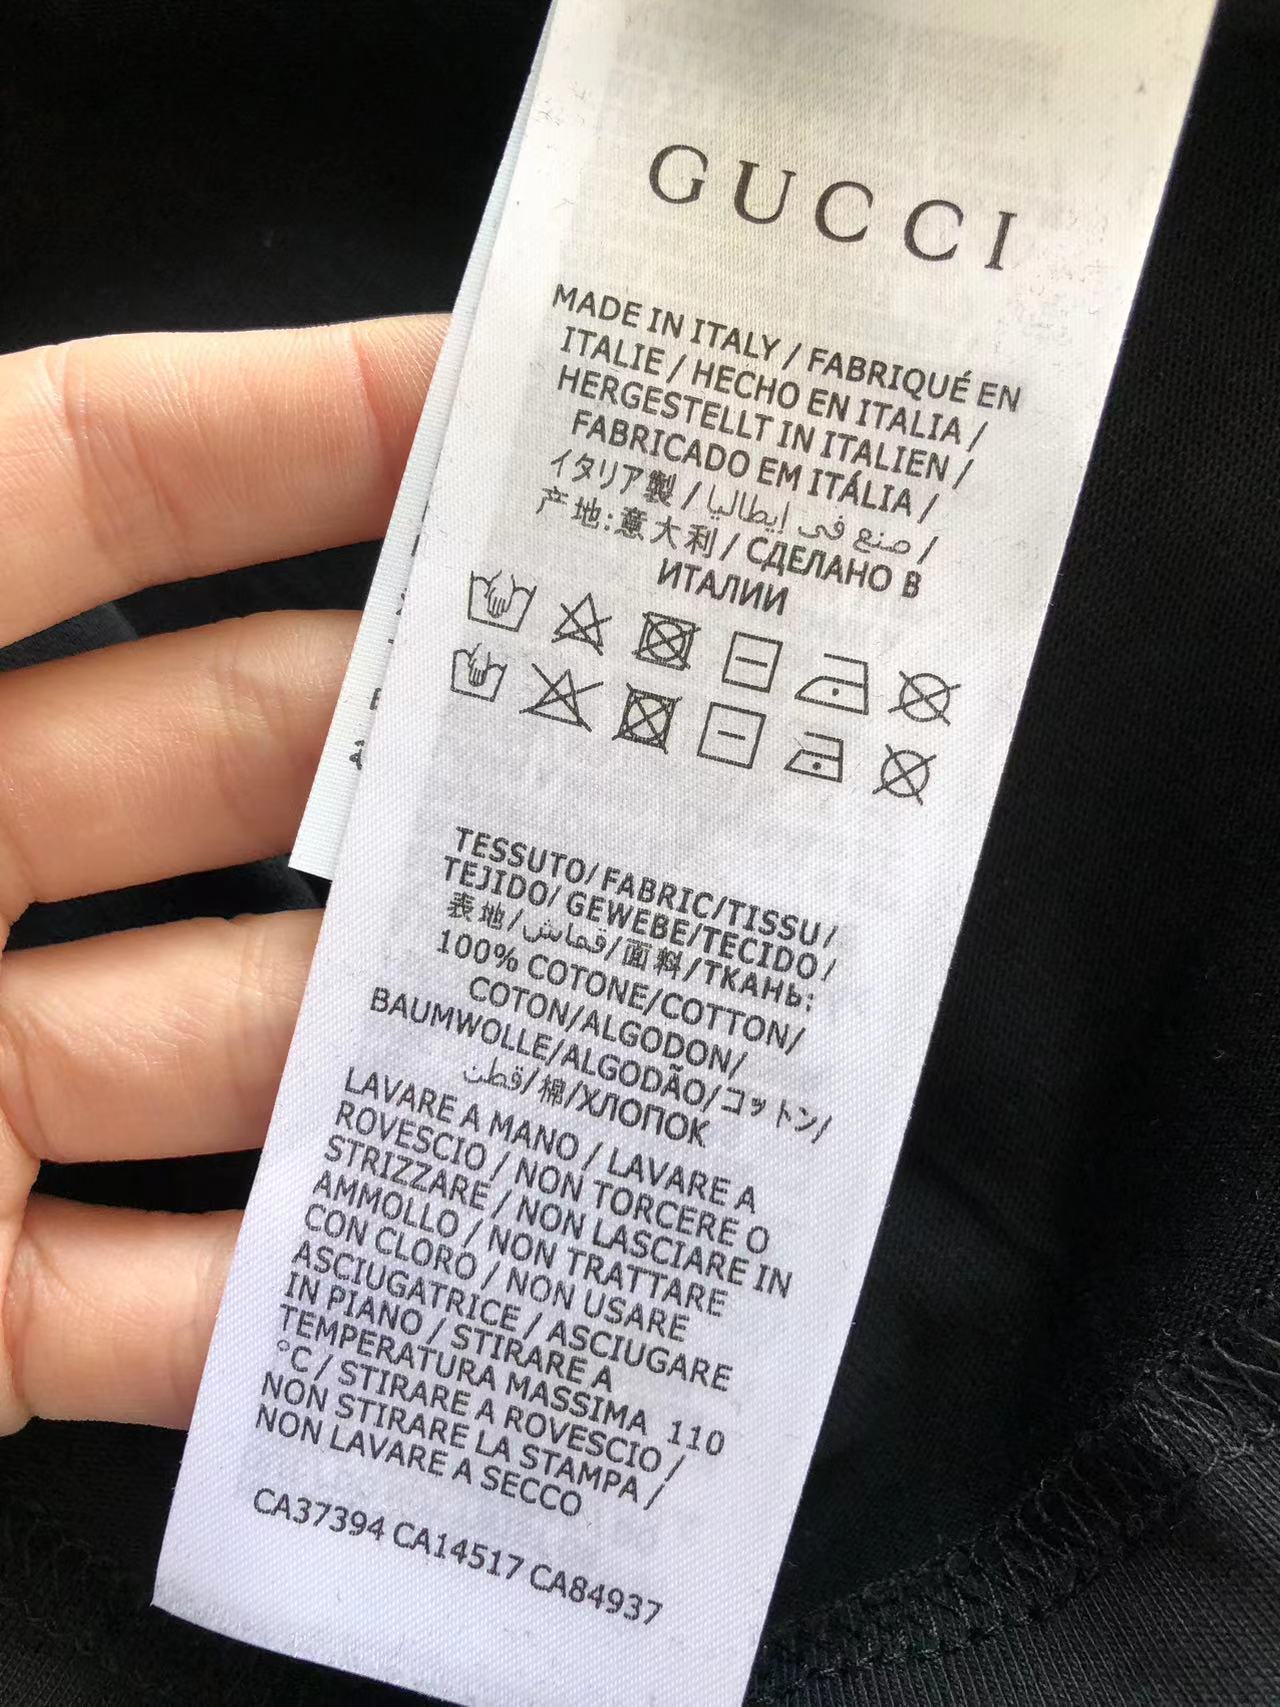 GUCCI
MADE IN ITALY / FABRIQUÉ EN
ITALIE / HECHO EN ITALIA /
HERGESTELLT IN ITALIEN /
FABRICADO EM ITÁLIA /
イタリア製 / صنع في إيطاليا /
产地:意大利 / СДЕЛАНО В
ИТАЛИИ
TESSUTO/FABRIC/TISSU/
TEJIDO/ GEWEBE/TECIDO/
表地/قماش/面料/ТКАНЬ:
100% COTONE/COTTON/
COTON/ALGODON/
BAUMWOLLE/ALGODÃO/コットン/
قطن/棉/ХЛОПОК
LAVARE A MANO / LAVARE A
ROVESCIO / NON TORCERE O
STRIZZARE / NON LASCIARE IN
AMMOLLO / NON TRATTARE
CON CLORO / NON USARE
ASCIUGATRICE / ASCIUGARE
IN PIANO / STIRARE A
TEMPERATURA MASSIMA 110
°C / STIRARE A ROVESCIO /
NON STIRARE LA STAMPA /
NON LAVARE A SECCO
CA37394 CA14517 CA84937